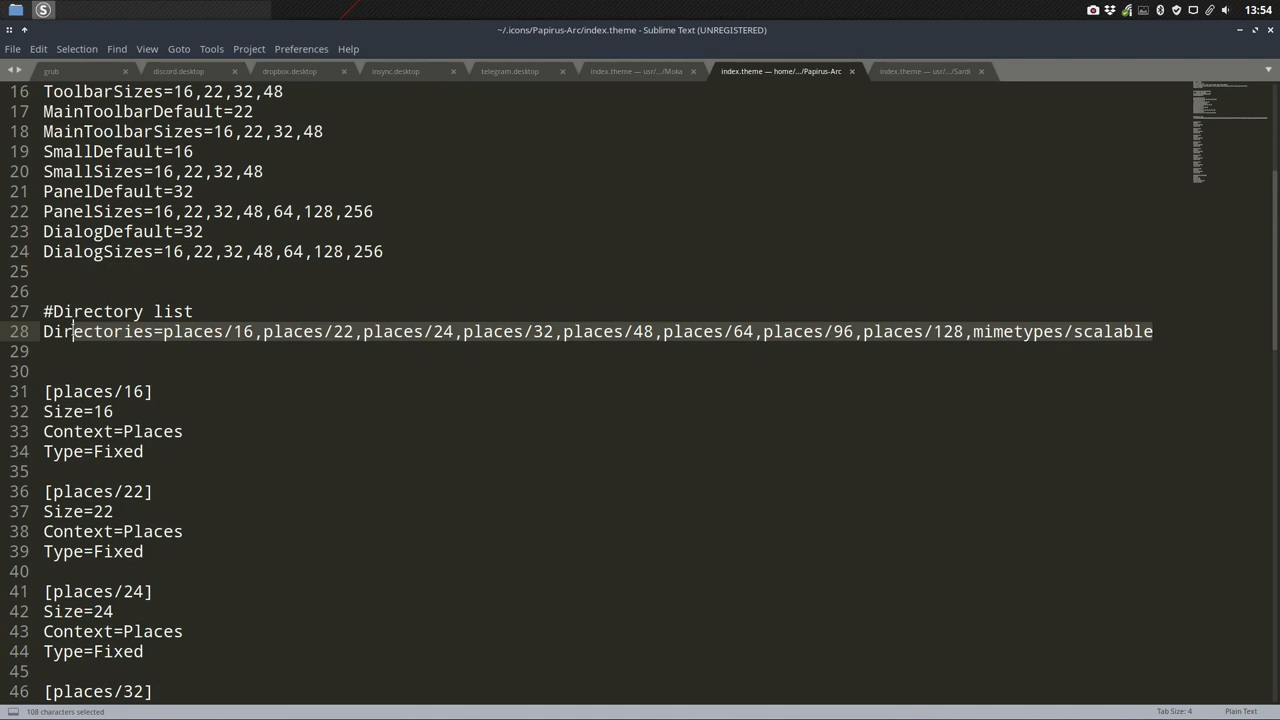 13:54
~/.icons/Papirus-Arc/index.theme - Sublime Text (UNREGISTERED)
File Edit Selection Find View Goto Tools Project Preferences Help
grub discord.desktop dropbox.desktop insync.desktop telegram.desktop index.theme — usr/.../Moka index.theme — home/.../Papirus-Arc index.theme — usr/.../Sardi
16 ToolbarSizes=16,22,32,48
17 MainToolbarDefault=22
18 MainToolbarSizes=16,22,32,48
19 SmallDefault=16
20 SmallSizes=16,22,32,48
21 PanelDefault=32
22 PanelSizes=16,22,32,48,64,128,256
23 DialogDefault=32
24 DialogSizes=16,22,32,48,64,128,256
25
26
27 #Directory list
28 Directories=places/16,places/22,places/24,places/32,places/48,places/64,places/96,places/128,mimetypes/scalable
29
30
31 [places/16]
32 Size=16
33 Context=Places
34 Type=Fixed
35
36 [places/22]
37 Size=22
38 Context=Places
39 Type=Fixed
40
41 [places/24]
42 Size=24
43 Context=Places
44 Type=Fixed
45
46 [places/32]
108 characters selected Tab Size: 4 Plain Text